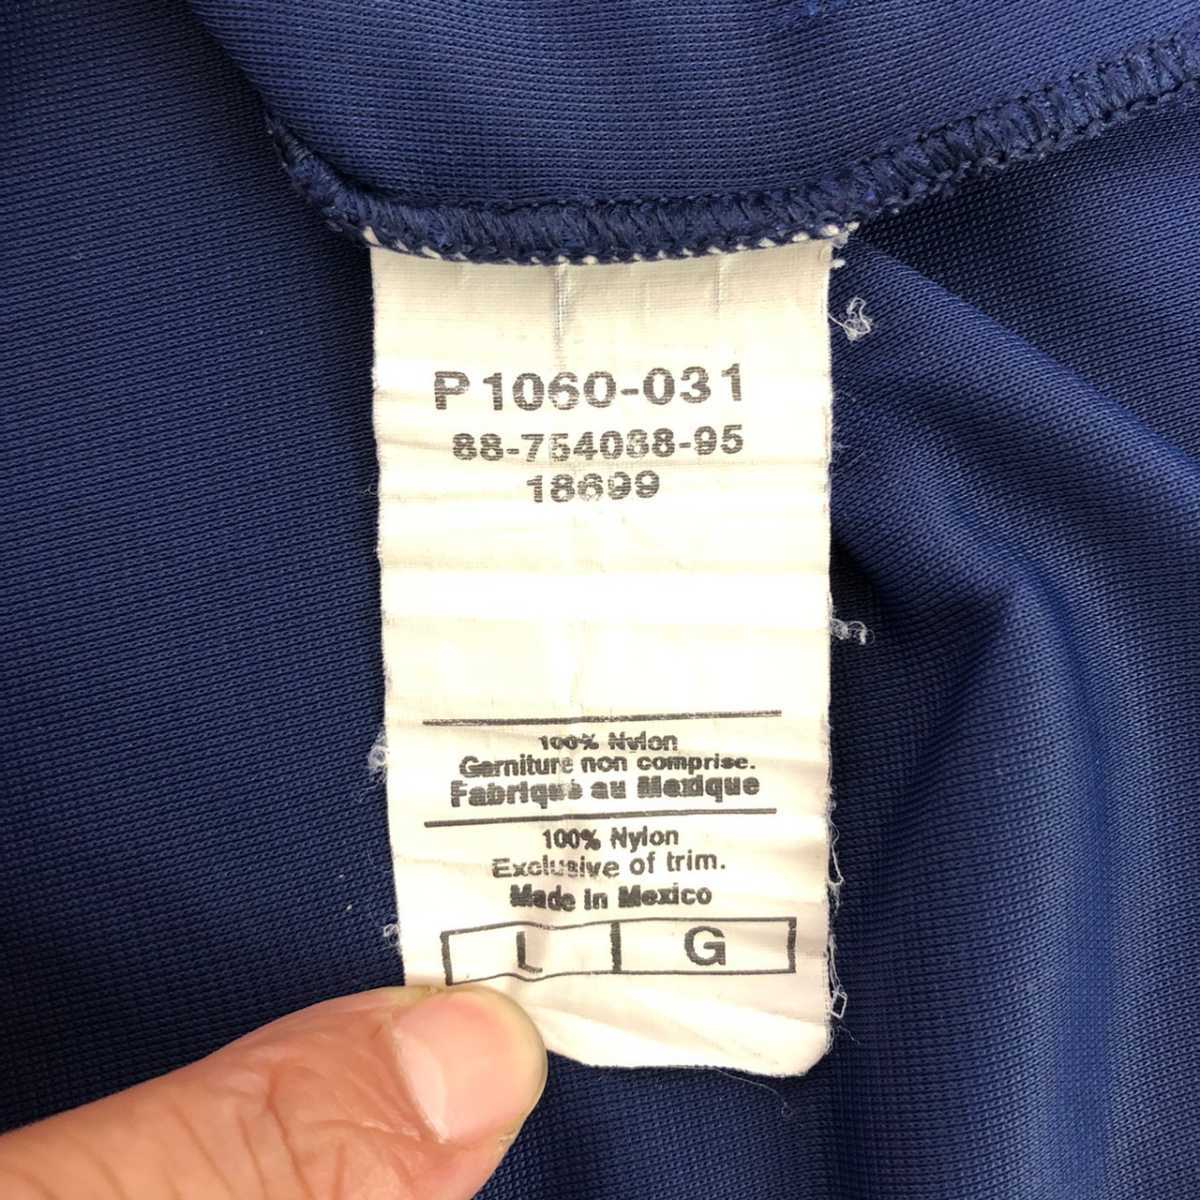 P1060-031
88-754088-95
18699
100% Nylon
Garniture non comprise.
Fabrique au Mexique
100% Nylon
Exclusive of trim.
Made in Mexico
L G